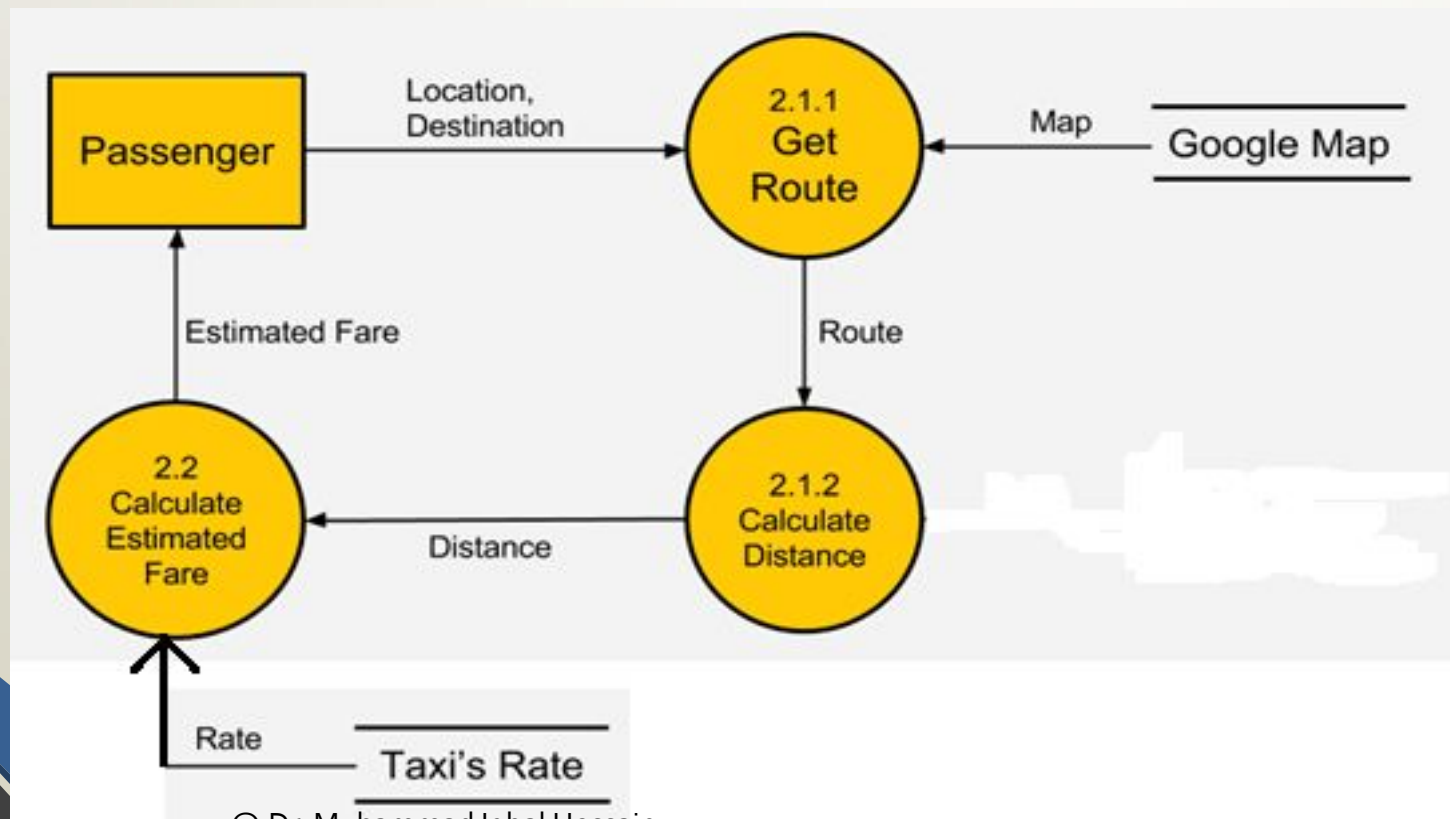 Passenger
Location,
Destination
2.1.1
Get
Route
Map
Google Map
Estimated Fare
Route
2.2
Calculate
Estimated
Fare
Distance
2.1.2
Calculate
Distance
Rate
Taxi's Rate